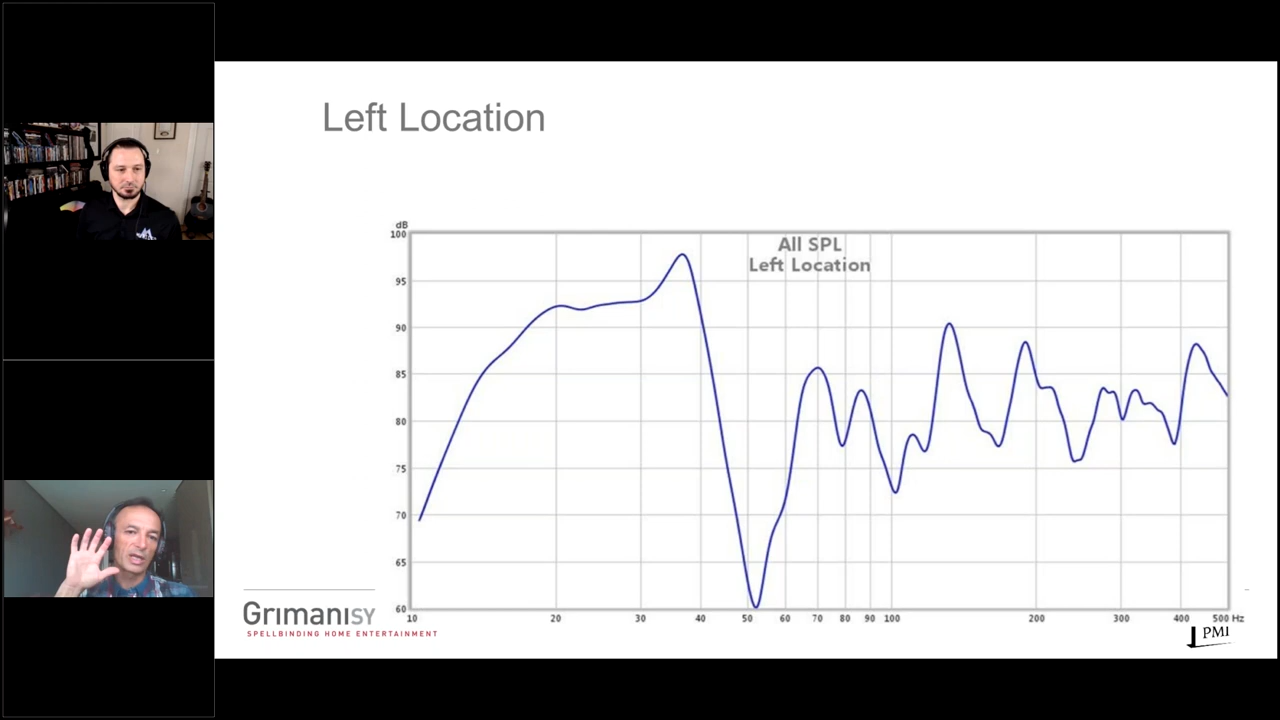 Left Location
dB
All SPL
Left Location
100
95
90
85
80
75
70
65
60
10 20 30 40 50 60 70 80 90 100 200 300 400 500 Hz
GRIMANISY
SPELLBINDING HOME ENTERTAINMENT
PMI